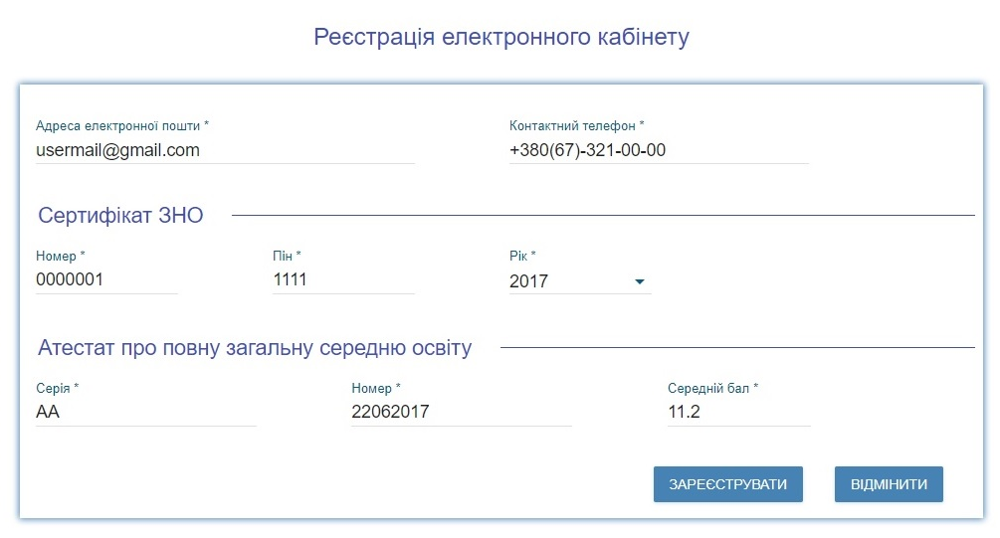 Реєстрація електронного кабінету
Адреса електронної пошти * Контактний телефон *
usermail@gmail.com +380(67)-321-00-00
Сертифікат ЗНО
Номер * Пін * Рік *
0000001 1111 2017
Атестат про повну загальну середню освіту
Серія * Номер * Середній бал *
АА 22062017 11.2
ЗАРЕЄСТРУВАТИ ВІДМІНИТИ